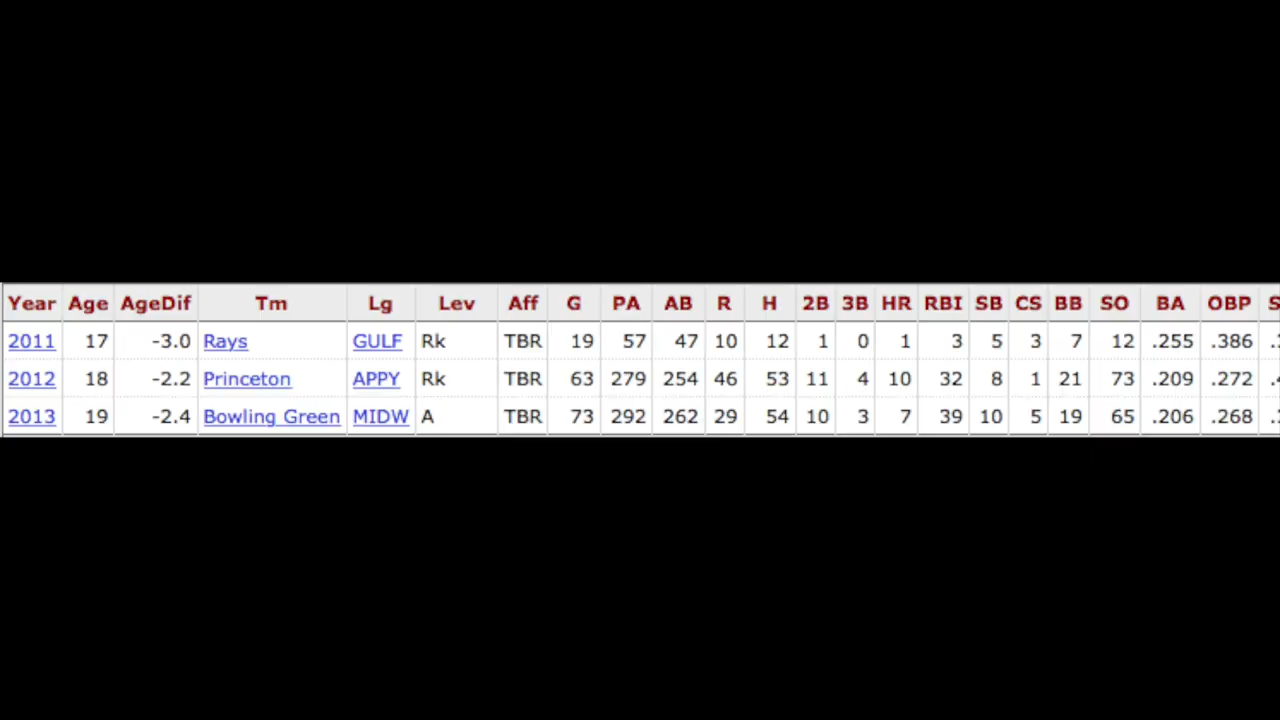 Year Age AgeDif Tm Lg Lev Aff G PA AB R H 2B 3B HR RBI SB CS BB SO BA OBP
2011 17 -3.0 Rays GULF Rk TBR 19 57 47 10 12 1 0 1 3 5 3 7 12 .255 .386
2012 18 -2.2 Princeton APPY Rk TBR 63 279 254 46 53 11 4 10 32 8 1 21 73 .209 .272
2013 19 -2.4 Bowling Green MIDW A TBR 73 292 262 29 54 10 3 7 39 10 5 19 65 .206 .268